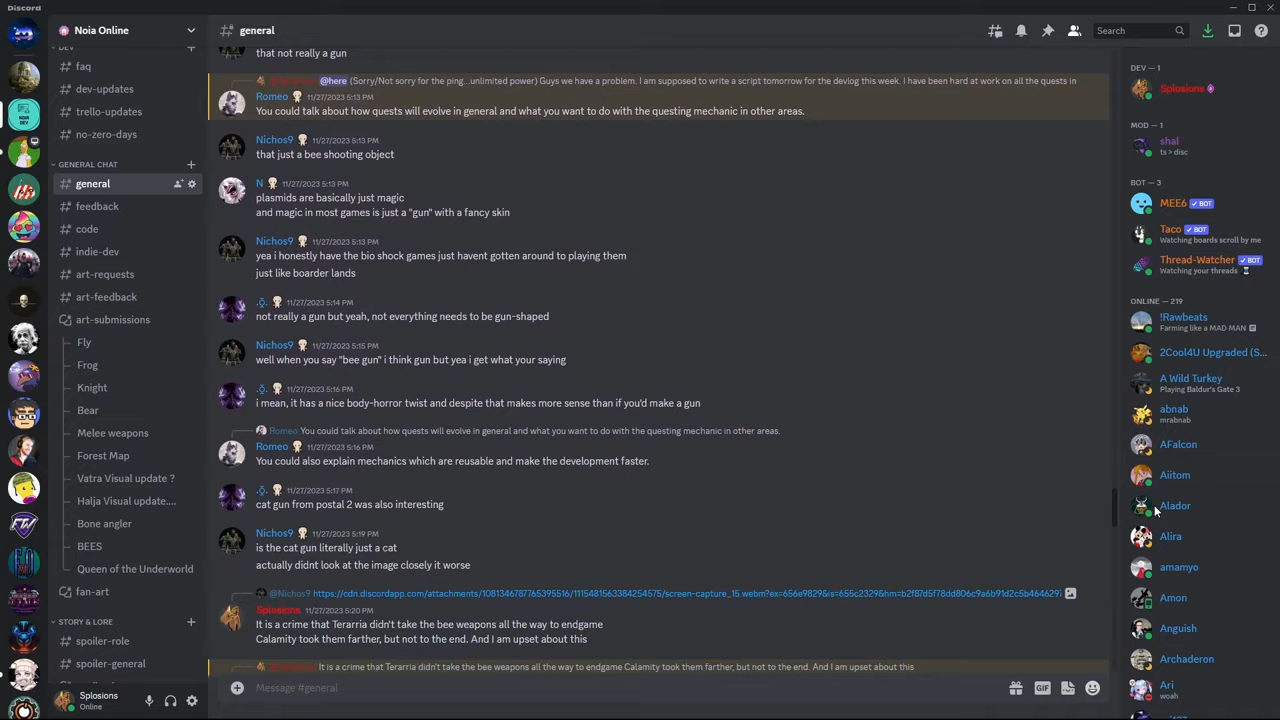 Discord
Noia Online
general
Search
DEV
faq
dev-updates
trello-updates
no-zero-days
GENERAL CHAT
general
feedback
code
indie-dev
art-requests
art-feedback
art-submissions
Fly
Frog
Knight
Bear
Melee weapons
Forest Map
Vatra Visual update ?
Halja Visual update....
Bone angler
BEES
Queen of the Underworld
fan-art
STORY & LORE
spoiler-role
spoiler-general
Splosions
Online
that not really a gun
@here (Sorry/Not sorry for the ping...unlimited power) Guys we have a problem. I am supposed to write a script tomorrow for the devlog this week. I have been hard at work on all the quests in
Romeo 11/27/2023 5:13 PM
You could talk about how quests will evolve in general and what you want to do with the questing mechanic in other areas.
Nichos9 11/27/2023 5:13 PM
that just a bee shooting object
N 11/27/2023 5:13 PM
plasmids are basically just magic
and magic in most games is just a "gun" with a fancy skin
Nichos9 11/27/2023 5:13 PM
yea i honestly have the bio shock games just havent gotten around to playing them
just like boarder lands
11/27/2023 5:14 PM
not really a gun but yeah, not everything needs to be gun-shaped
Nichos9 11/27/2023 5:15 PM
well when you say "bee gun" i think gun but yea i get what your saying
11/27/2023 5:16 PM
i mean, it has a nice body-horror twist and despite that makes more sense than if you'd make a gun
Romeo You could talk about how quests will evolve in general and what you want to do with the questing mechanic in other areas.
Romeo 11/27/2023 5:16 PM
You could also explain mechanics which are reusable and make the development faster.
11/27/2023 5:17 PM
cat gun from postal 2 was also interesting
Nichos9 11/27/2023 5:19 PM
is the cat gun literally just a cat
actually didnt look at the image closely it worse
@Nichos9
Splosions 11/27/2023 5:20 PM
It is a crime that Terarria didn't take the bee weapons all the way to endgame
Calamity took them farther, but not to the end. And I am upset about this
It is a crime that Terarria didn't take the bee weapons all the way to endgame Calamity took them farther, but not to the end. And I am upset about this
Message #general
GIF
DEV — 1
Splosions
MOD — 1
shal
ts > disc
BOT — 3
MEE6 ✓ BOT
Taco ✓ BOT
Watching boards scroll by me
Thread-Watcher ✓ BOT
Watching your threads
ONLINE — 219
!Rawbeats
Farming like a MAD MAN
2Cool4U Upgraded (S...
A Wild Turkey
Playing Baldur's Gate 3
abnab
mrabnab
AFalcon
Aiitom
Alador
Alira
amamyo
Amon
Anguish
Archaderon
Ari
woah